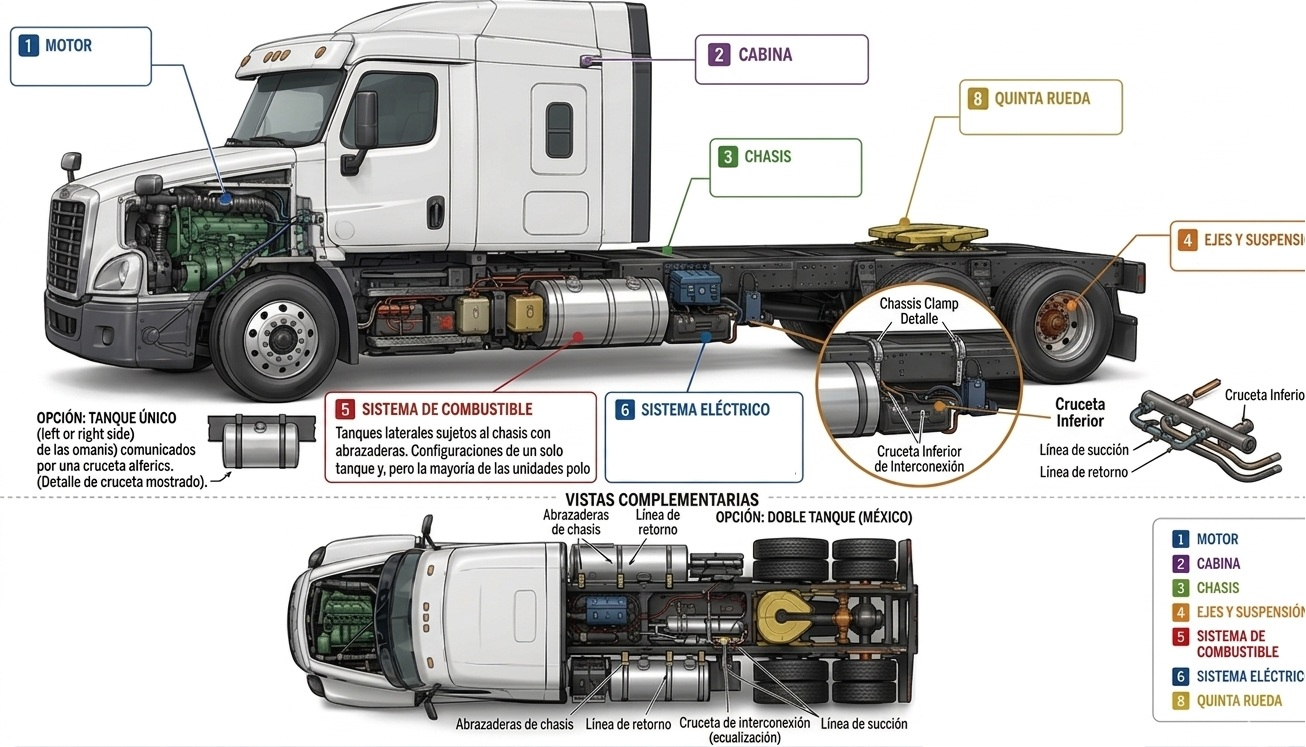 1 MOTOR
2 CABINA
8 QUINTA RUEDA
3 CHASIS
4 EJES Y SUSPENSI
Chassis Clamp
Detalle
OPCIÓN: TANQUE ÚNICO
(left or right side)
de las omanis) comunicados
por una cruceta alferics.
(Detalle de cruceta mostrado).
5 SISTEMA DE COMBUSTIBLE
Tanques laterales sujetos al chasis con
abrazaderas. Configuraciones de un solo
tanque y, pero la mayoría de las unidades polo
6 SISTEMA ELÉCTRICO
Cruceta Inferior
de Interconexión
Cruceta
Inferior
Cruceta Inferio
Línea de succión
Línea de retorno
VISTAS COMPLEMENTARIAS
Abrazaderas
de chasis
Línea de
retorno
OPCIÓN: DOBLE TANQUE (MÉXICO)
Abrazaderas de chasis
Línea de retorno
Cruceta de interconexión
(ecualización)
Línea de succión
1 MOTOR
2 CABINA
3 CHASIS
4 EJES Y SUSPENSIÓN
5 SISTEMA DE
COMBUSTIBLE
6 SISTEMA ELÉCTRIC
8 QUINTA RUEDA